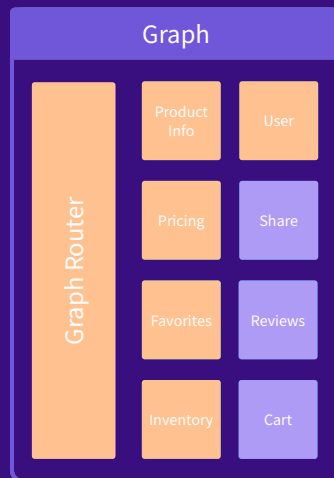 Graph
Graph Router
Product
Info
User
Pricing
Share
Favorites
Reviews
Inventory
Cart